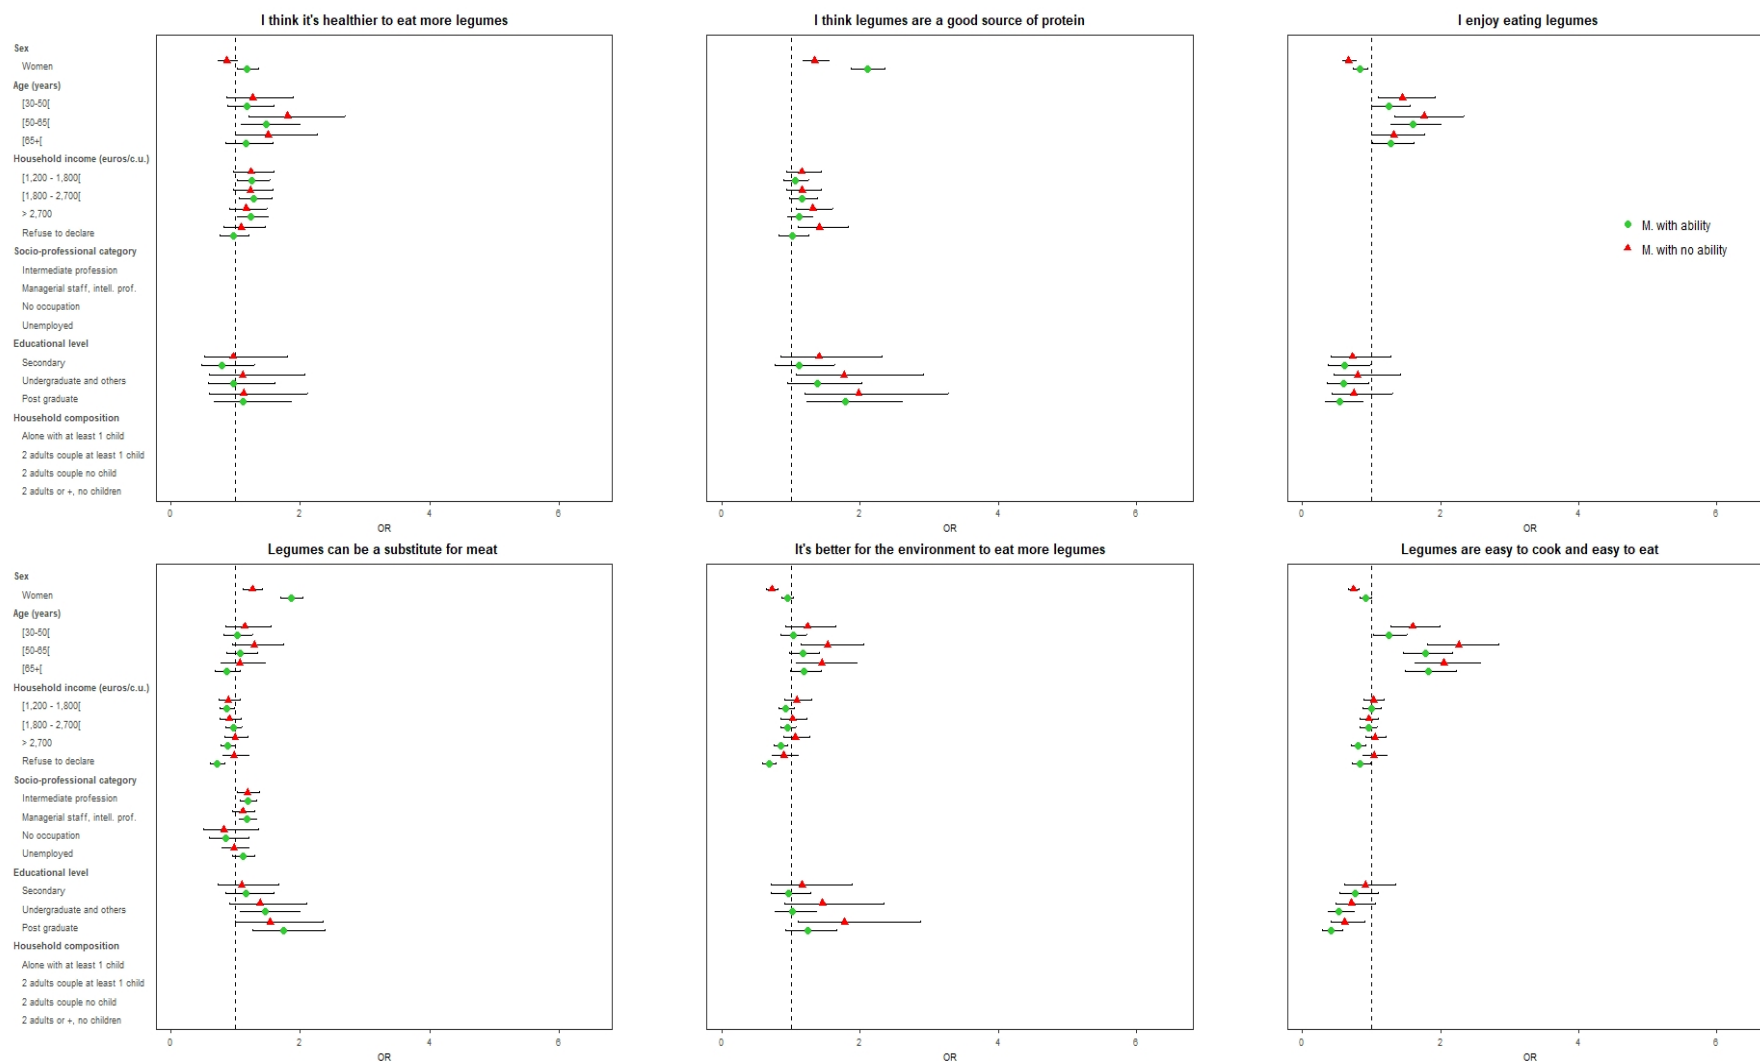 I think it's healthier to eat more legumes
I think legumes are a good source of protein
I enjoy eating legumes
Sex
Women
Age (years)
[30-50[
[50-65[
[65+[
Household income (euros/c.u.)
[1,200 - 1,800[
[1,800 - 2,700[
> 2,700
Refuse to declare
Socio-professional category
Intermediate profession
Managerial staff, intell. prof.
No occupation
Unemployed
Educational level
Secondary
Undergraduate and others
Post graduate
Household composition
Alone with at least 1 child
2 adults couple at least 1 child
2 adults couple no child
2 adults or +, no children
M. with ability
M. with no ability
0 2 4 6
OR
0 2 4 6
OR
0 2 4 6
OR
Legumes can be a substitute for meat
It's better for the environment to eat more legumes
Legumes are easy to cook and easy to eat
Sex
Women
Age (years)
[30-50[
[50-65[
[65+[
Household income (euros/c.u.)
[1,200 - 1,800[
[1,800 - 2,700[
> 2,700
Refuse to declare
Socio-professional category
Intermediate profession
Managerial staff, intell. prof.
No occupation
Unemployed
Educational level
Secondary
Undergraduate and others
Post graduate
Household composition
Alone with at least 1 child
2 adults couple at least 1 child
2 adults couple no child
2 adults or +, no children
0 2 4 6
OR
0 2 4 6
OR
0 2 4 6
OR